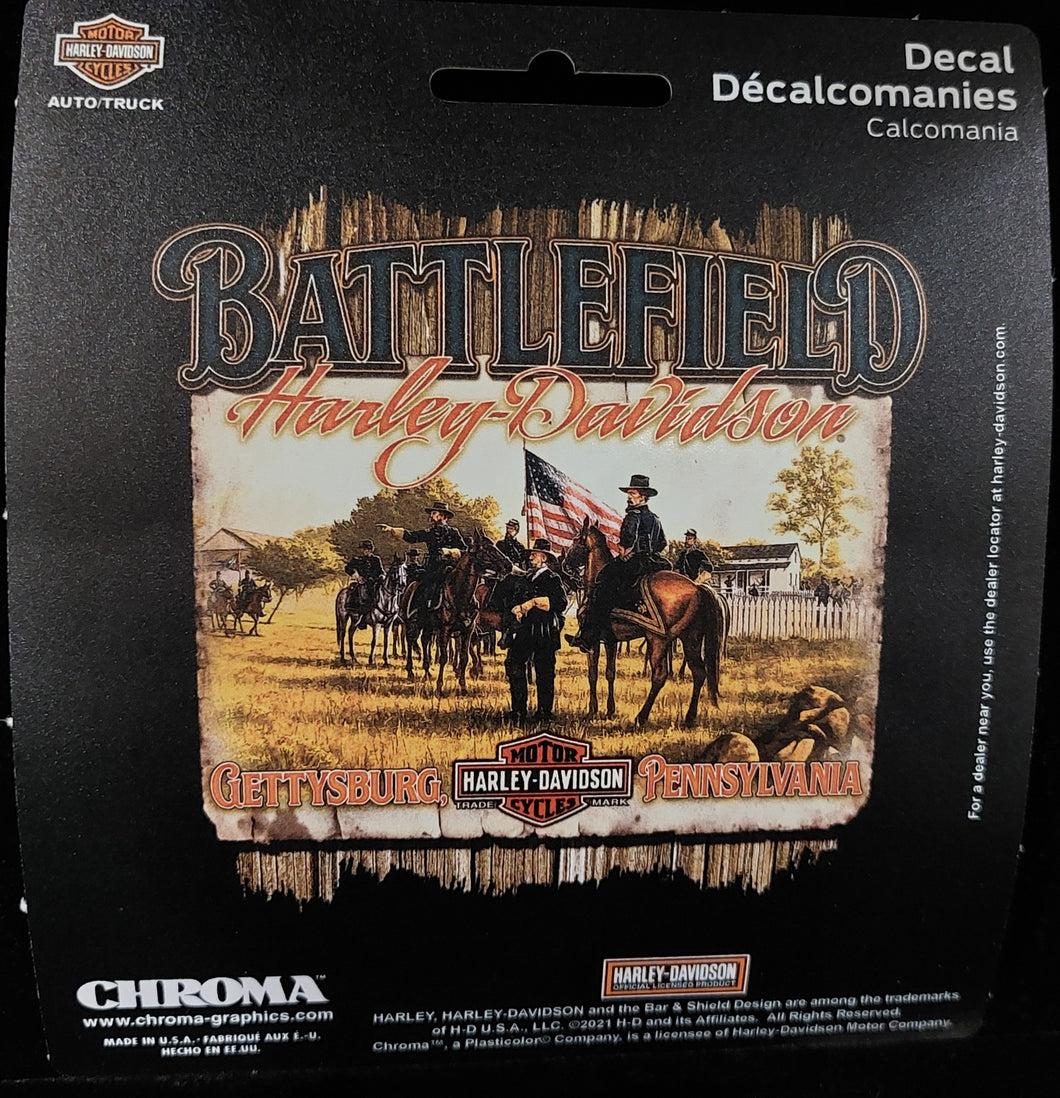 MOTOR
HARLEY-DAVIDSON
CYCLES
AUTO/TRUCK
Decal
Décalcomanies
Calcomania
BATTLEFIELD
Harley-Davidson
GETTYSBURG,
MOTOR
HARLEY-DAVIDSON
CYCLES
TRADE MARK
PENNSYLVANIA
For a dealer near you, use the dealer locator at harley-davidson.com.
CHROMA™
www.chroma-graphics.com
MADE IN U.S.A. · FABRIQUÉ AUX É.-U.
HECHO EN EE.UU.
HARLEY-DAVIDSON
OFFICIAL LICENSED PRODUCT
HARLEY, HARLEY-DAVIDSON and the Bar & Shield Design are among the trademarks
of H-D U.S.A., LLC. ©2021 H-D and its Affiliates. All Rights Reserved.
Chroma™, a Plasticolor® Company, is a licensee of Harley-Davidson Motor Company.